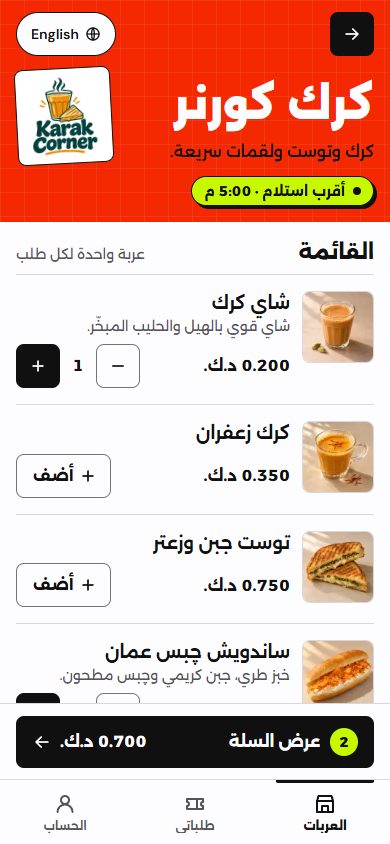 English
Karak
Corner
كرك كورنر
كرك وتوست ولقمات سريعة.
أقرب استلام · 5:00 م
القائمة
عربة واحدة لكل طلب
شاي كرك
شاي قوي بالهيل والحليب المبخّر.
0.200 د.ك.
1
كرك زعفران
0.350 د.ك.
+ أضف
توست جبن وزعتر
0.750 د.ك.
+ أضف
ساندويش چبس عمان
خبز طري، جبن كريمي وچبس مطحون.
2 عرض السلة 0.700 د.ك.
العربات
طلباتي
الحساب